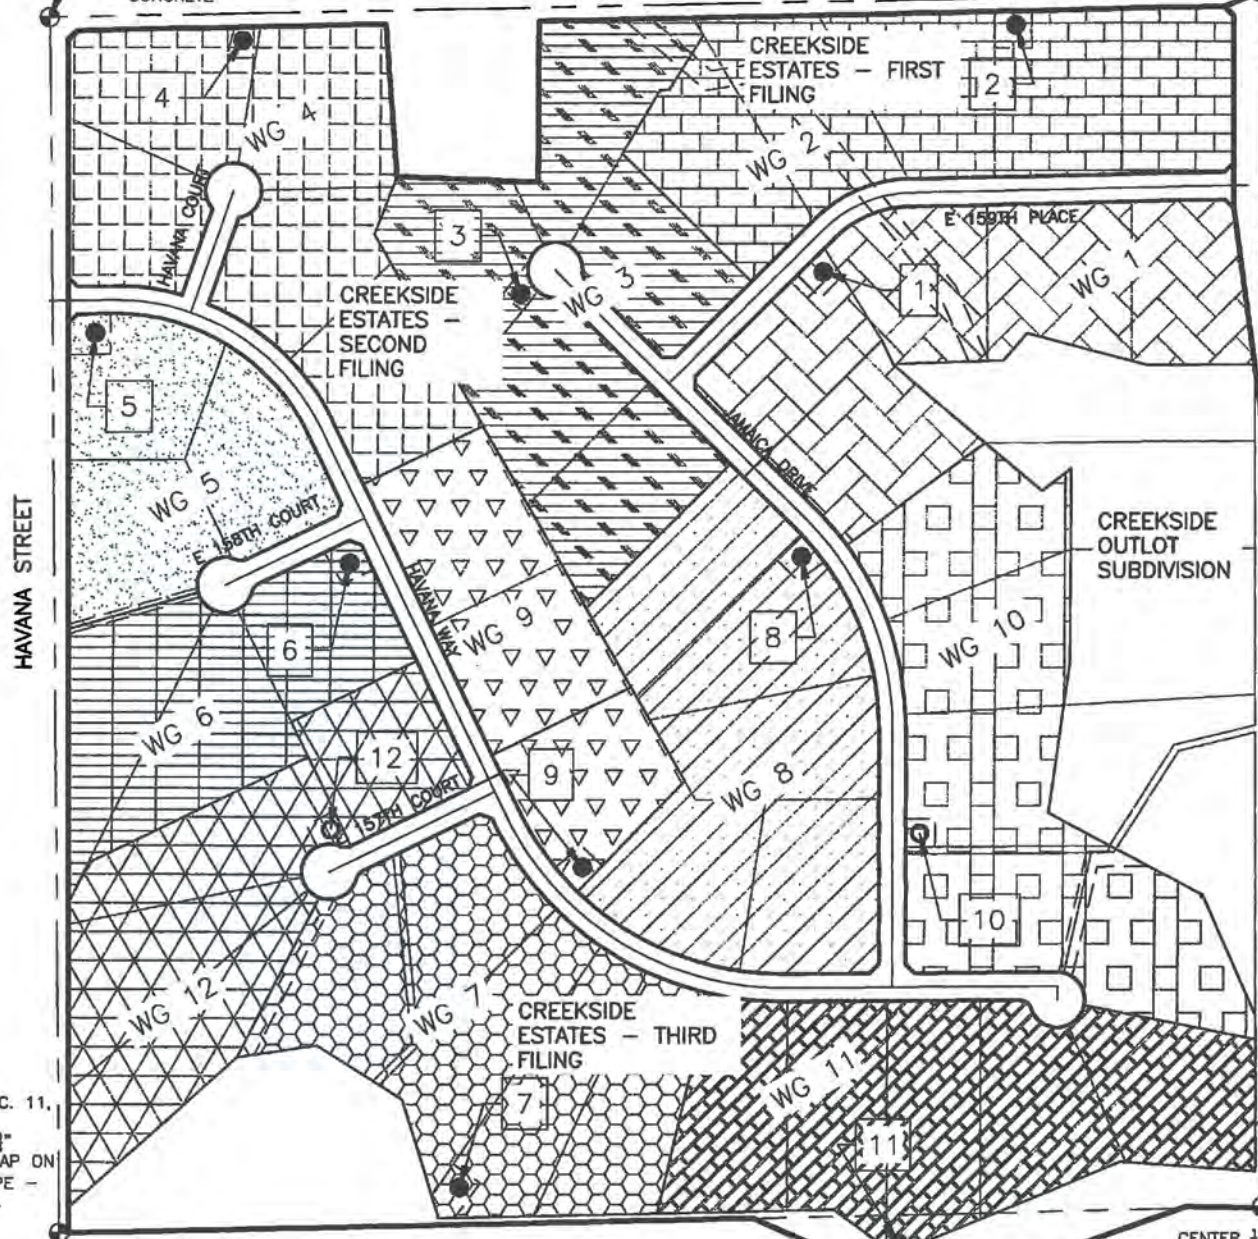 CONCRETE
CREEKSIDE
ESTATES - FIRST
FILING
2
4
WG 4
WG 2
HAVANA COURT
3
E 159TH PLACE
WG 3
1
WG 1
CREEKSIDE
ESTATES -
SECOND
FILING
5
JAMAICA DRIVE
WG 5
E 158TH COURT
HAVANA STREET
CREEKSIDE
OUTLOT
SUBDIVISION
HAVANA WAY
WG 9
6
8
WG 10
WG 6
12
9
WG 8
157TH COURT
10
WG 12
WG 7
CREEKSIDE
ESTATES - THIRD
FILING
WG 11
7
11
C. 11,
AP ON
PE -
CENTER